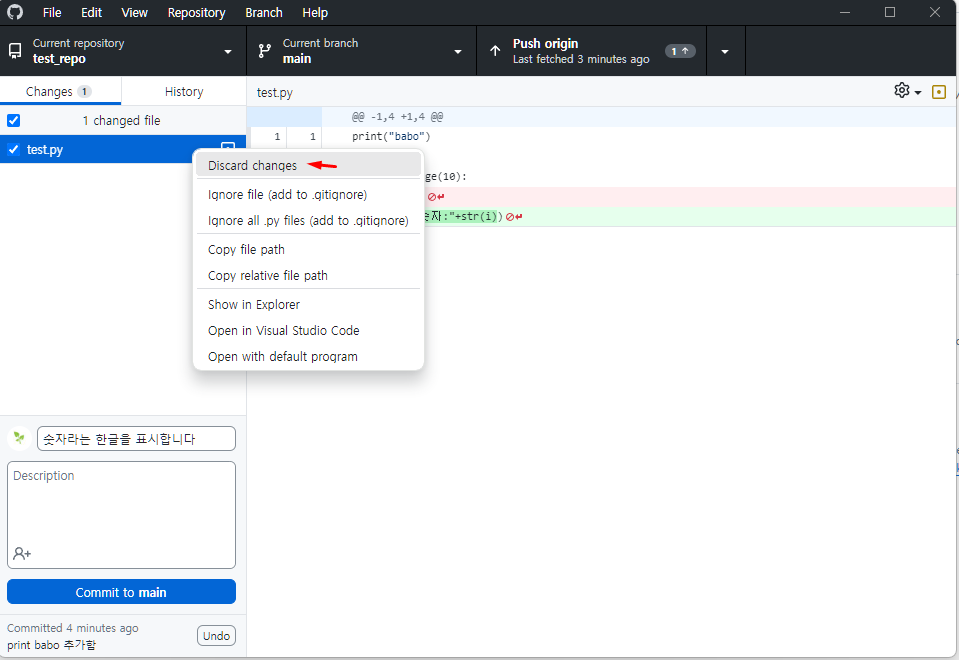 File Edit View Repository Branch Help
Current repository
test_repo
Current branch
main
Push origin
Last fetched 3 minutes ago
1
Changes 1
History
test.py
1 changed file
@@ -1,4 +1,4 @@
1 1 print("babo")
test.py
Discard changes
ge(10):
Ignore file (add to .gitignore)
Ignore all .py files (add to .gitignore)
자:"+str(i))
Copy file path
Copy relative file path
Show in Explorer
Open in Visual Studio Code
Open with default program
숫자라는 한글을 표시합니다
Description
Commit to main
Committed 4 minutes ago
print babo 추가함
Undo